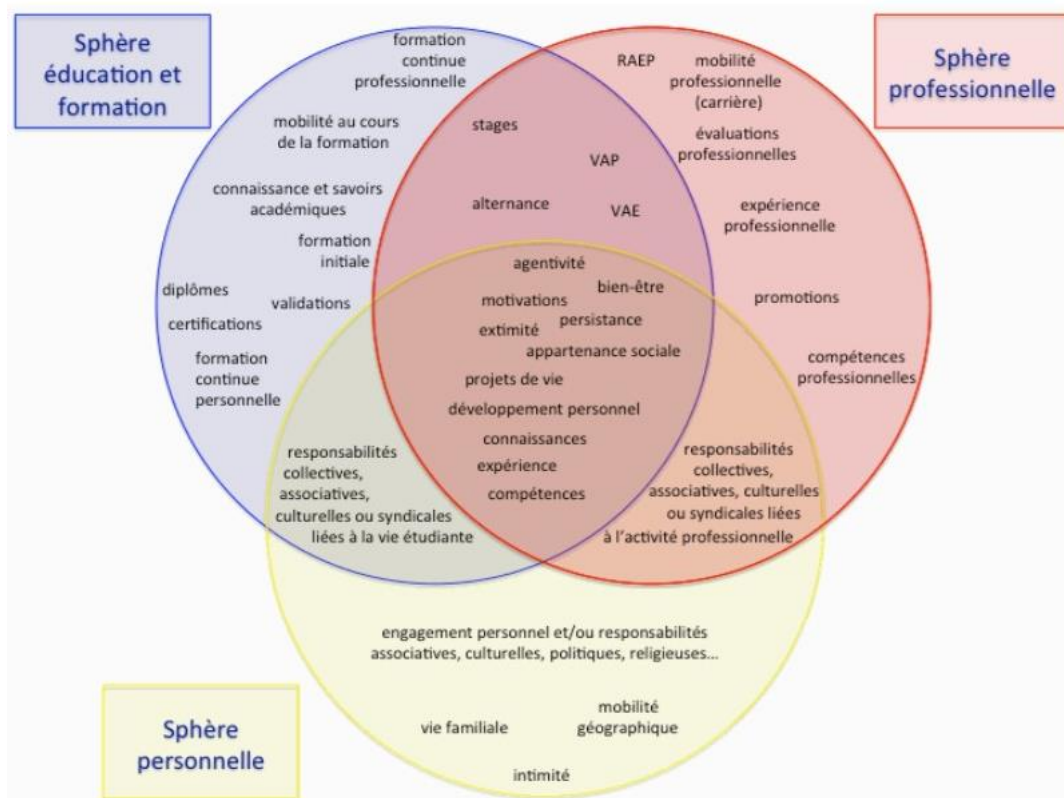 Sphère
éducation et
formation
Sphère
professionnelle
formation
continue
professionnelle
mobilité au cours
de la formation
connaissance et savoirs
académiques
formation
initiale
diplômes
validations
certifications
formation
continue
personnelle
stages
VAP
alternance
VAE
RAEP
mobilité
professionnelle
(carrière)
évaluations
professionnelles
expérience
professionnelle
promotions
compétences
professionnelles
agentivité
bien-être
motivations
persistance
extimité
appartenance sociale
projets de vie
développement personnel
connaissances
expérience
compétences
responsabilités
collectives,
associatives,
culturelles ou syndicales
liées à la vie étudiante
responsabilités
collectives,
associatives, culturelles
ou syndicales liées
à l’activité professionnelle
engagement personnel et/ou responsabilités
associatives, culturelles, politiques, religieuses...
vie familiale
mobilité
géographique
intimité
Sphère
personnelle